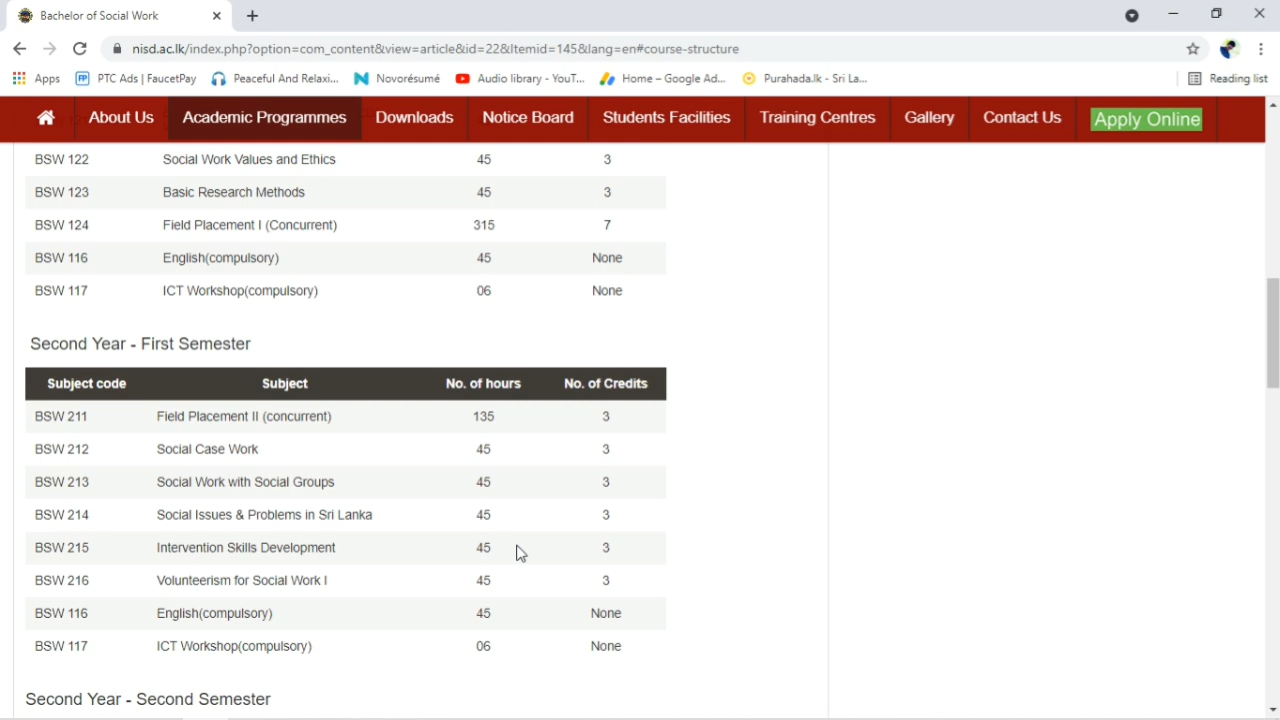 Bachelor of Social Work
nisd.ac.lk/index.php?option=com_content&view=article&id=22&Itemid=145&lang=en#course-structure
Apps PTC Ads | FaucetPay Peaceful And Relaxi... Novorésumé Audio library - YouT... Home – Google Ad... Purahada.lk - Sri La... Reading list
About Us Academic Programmes Downloads Notice Board Students Facilities Training Centres Gallery Contact Us Apply Online
BSW 122 Social Work Values and Ethics 45 3
BSW 123 Basic Research Methods 45 3
BSW 124 Field Placement I (Concurrent) 315 7
BSW 116 English(compulsory) 45 None
BSW 117 ICT Workshop(compulsory) 06 None
Second Year - First Semester
Subject code Subject No. of hours No. of Credits
BSW 211 Field Placement II (concurrent) 135 3
BSW 212 Social Case Work 45 3
BSW 213 Social Work with Social Groups 45 3
BSW 214 Social Issues & Problems in Sri Lanka 45 3
BSW 215 Intervention Skills Development 45 3
BSW 216 Volunteerism for Social Work I 45 3
BSW 116 English(compulsory) 45 None
BSW 117 ICT Workshop(compulsory) 06 None
Second Year - Second Semester